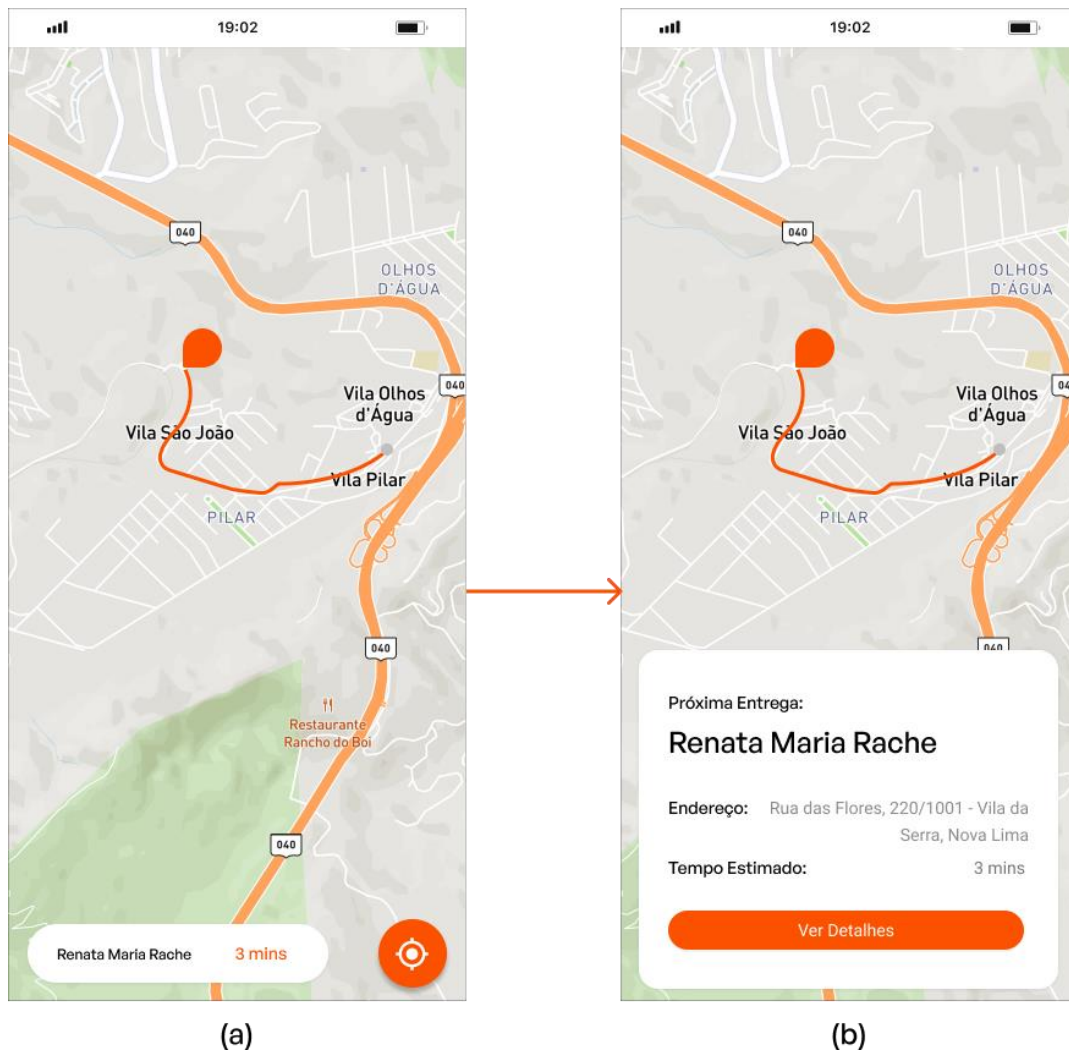 19:02
040
OLHOS
D'ÁGUA
040
Vila Olhos
d'Água
Vila São João
Vila Pilar
PILAR
040
Restaurante
Rancho do Boi
040
Renata Maria Rache 3 mins
(a)
19:02
040
OLHOS
D'ÁGUA
04
Vila Olhos
d'Água
Vila São João
Vila Pilar
PILAR
040
Próxima Entrega:
Renata Maria Rache
Endereço: Rua das Flores, 220/1001 - Vila da
Serra, Nova Lima
Tempo Estimado: 3 mins
Ver Detalhes
(b)